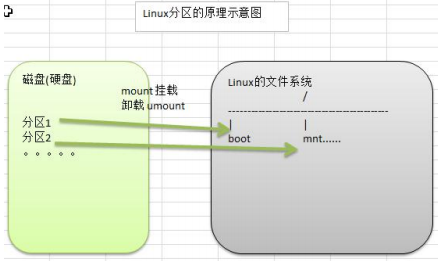 Linux分区的原理示意图
磁盘(硬盘)
分区1
分区2
。。。。
mount 挂载
卸载 umount
Linux的文件系统
/
----------------------------------------
| |
boot mnt......